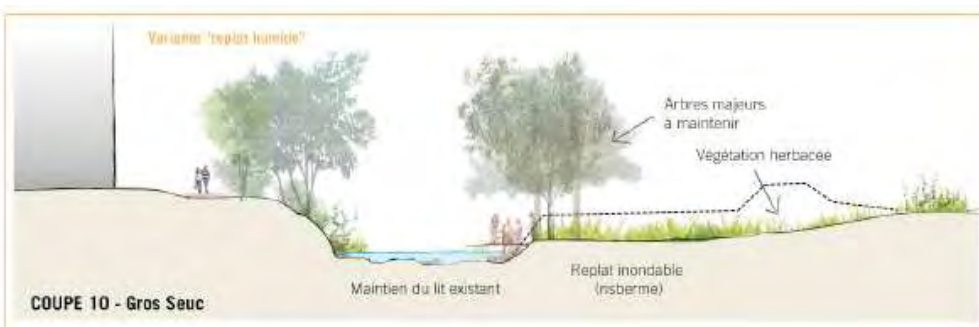 Variante "replat humide"
Arbres majeurs
à maintenir
Végétation herbacée
Maintien du lit existant
Replat inondable
(risberme)
COUPE 10 - Gros Seuc